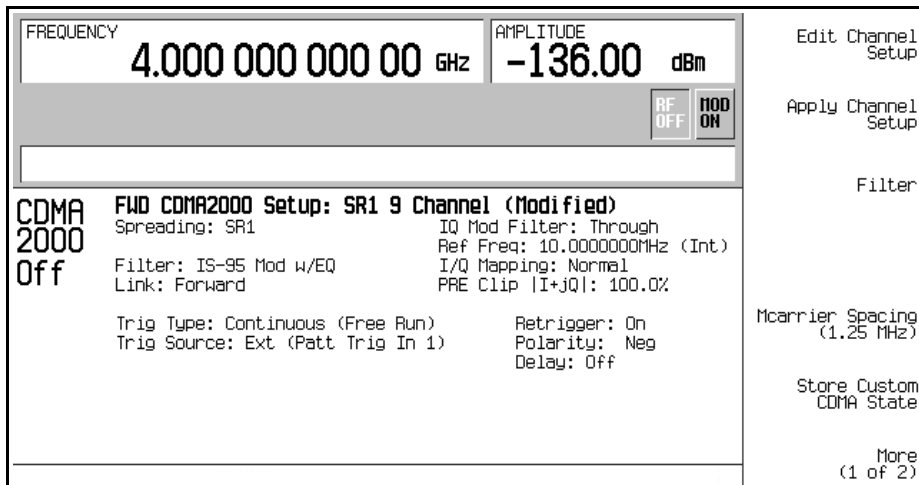 FREQUENCY
4.000 000 000 00 GHz
AMPLITUDE
-136.00 dBm
RF OFF
MOD ON
CDMA 2000 Off
FWD CDMA2000 Setup: SR1 9 Channel (Modified)
Spreading: SR1
IQ Mod Filter: Through
Ref Freq: 10.0000000MHz (Int)
Filter: IS-95 Mod w/EQ
I/Q Mapping: Normal
Link: Forward
PRE Clip |I+jQ|: 100.0%
Trig Type: Continuous (Free Run)
Retrigger: On
Trig Source: Ext (Patt Trig In 1)
Polarity: Neg
Delay: Off
Edit Channel
Setup
Apply Channel
Setup
Filter
Mcarrier Spacing
(1.25 MHz)
Store Custom
CDMA State
More
(1 of 2)